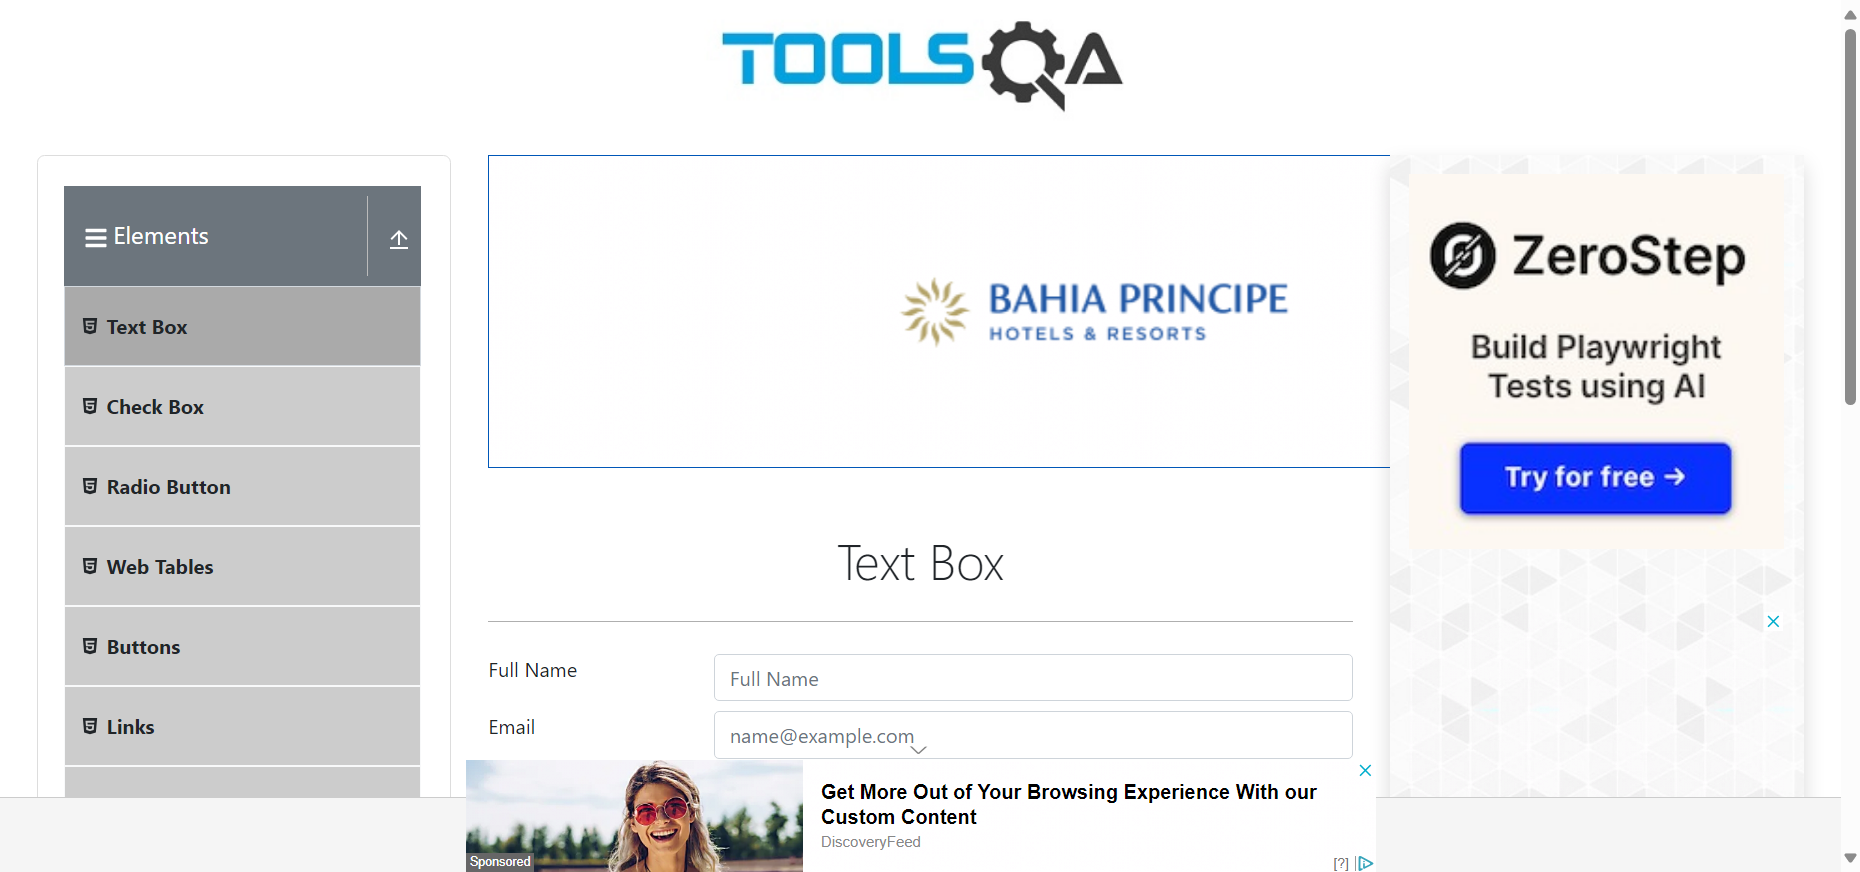 TOOLSQA
Elements
Text Box
Check Box
Radio Button
Web Tables
Buttons
Links
BAHIA PRINCIPE
HOTELS & RESORTS
Text Box
Full Name
Full Name
Email
name@example.com
ZeroStep
Build Playwright
Tests using AI
Try for free →
Get More Out of Your Browsing Experience With our
Custom Content
DiscoveryFeed
Sponsored
[?]